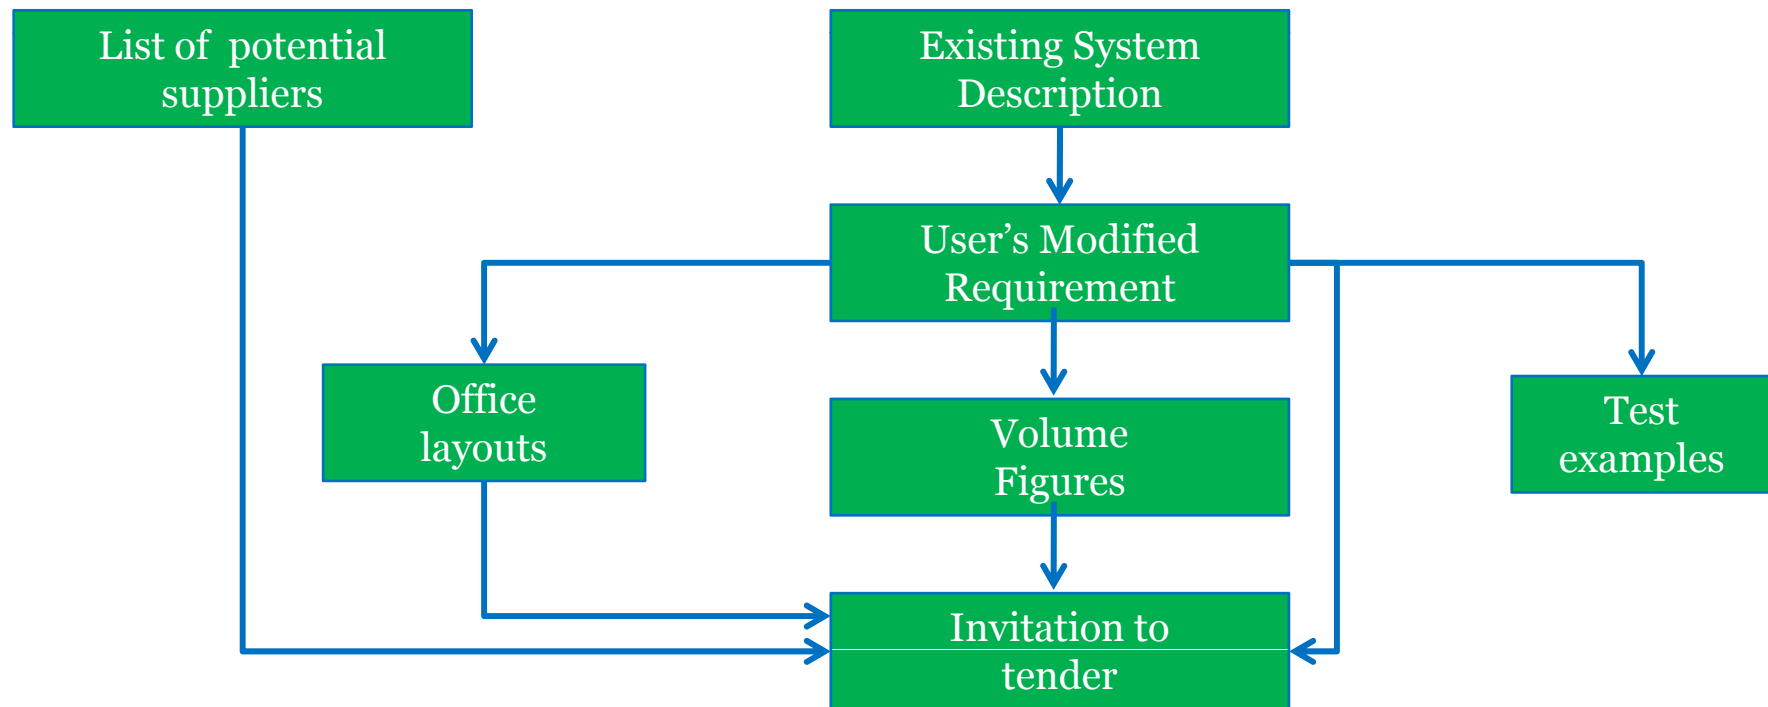 List of  potential
suppliers
Existing System
Description
User’s Modified
Requirement
Office
layouts
Volume
Figures
Test
examples
Invitation to
tender